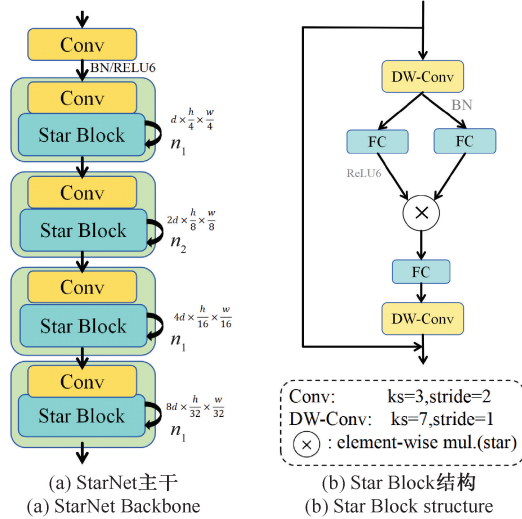 Conv
BN/RELU6
Conv
Star Block
d × h/4 × w/4
n1
Conv
Star Block
2d × h/8 × w/8
n2
Conv
Star Block
4d × h/16 × w/16
n1
Conv
Star Block
8d × h/32 × w/32
n1
(a) StarNet主干
(a) StarNet Backbone
DW-Conv
BN
FC
FC
ReLU6
×
FC
DW-Conv
Conv: ks=3,stride=2
DW-Conv: ks=7,stride=1
× : element-wise mul.(star)
(b) Star Block结构
(b) Star Block structure